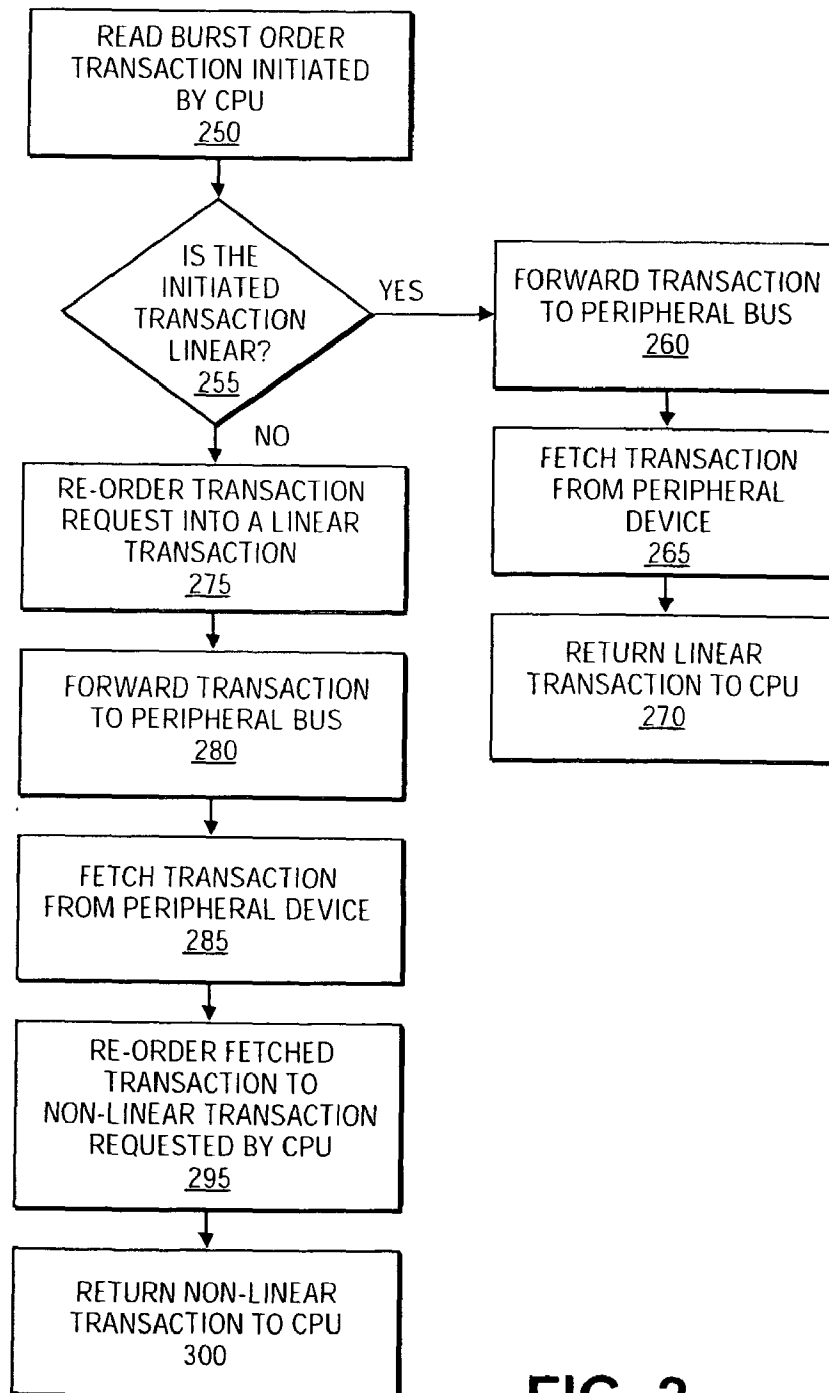 READ BURST ORDER
TRANSACTION INITIATED
BY CPU
250
IS THE
INITIATED
TRANSACTION
LINEAR?
255
YES
NO
FORWARD TRANSACTION
TO PERIPHERAL BUS
260
FETCH TRANSACTION
FROM PERIPHERAL
DEVICE
265
RETURN LINEAR
TRANSACTION TO CPU
270
RE-ORDER TRANSACTION
REQUEST INTO A LINEAR
TRANSACTION
275
FORWARD TRANSACTION
TO PERIPHERAL BUS
280
FETCH TRANSACTION
FROM PERIPHERAL DEVICE
285
RE-ORDER FETCHED
TRANSACTION TO
NON-LINEAR TRANSACTION
REQUESTED BY CPU
295
RETURN NON-LINEAR
TRANSACTION TO CPU
300